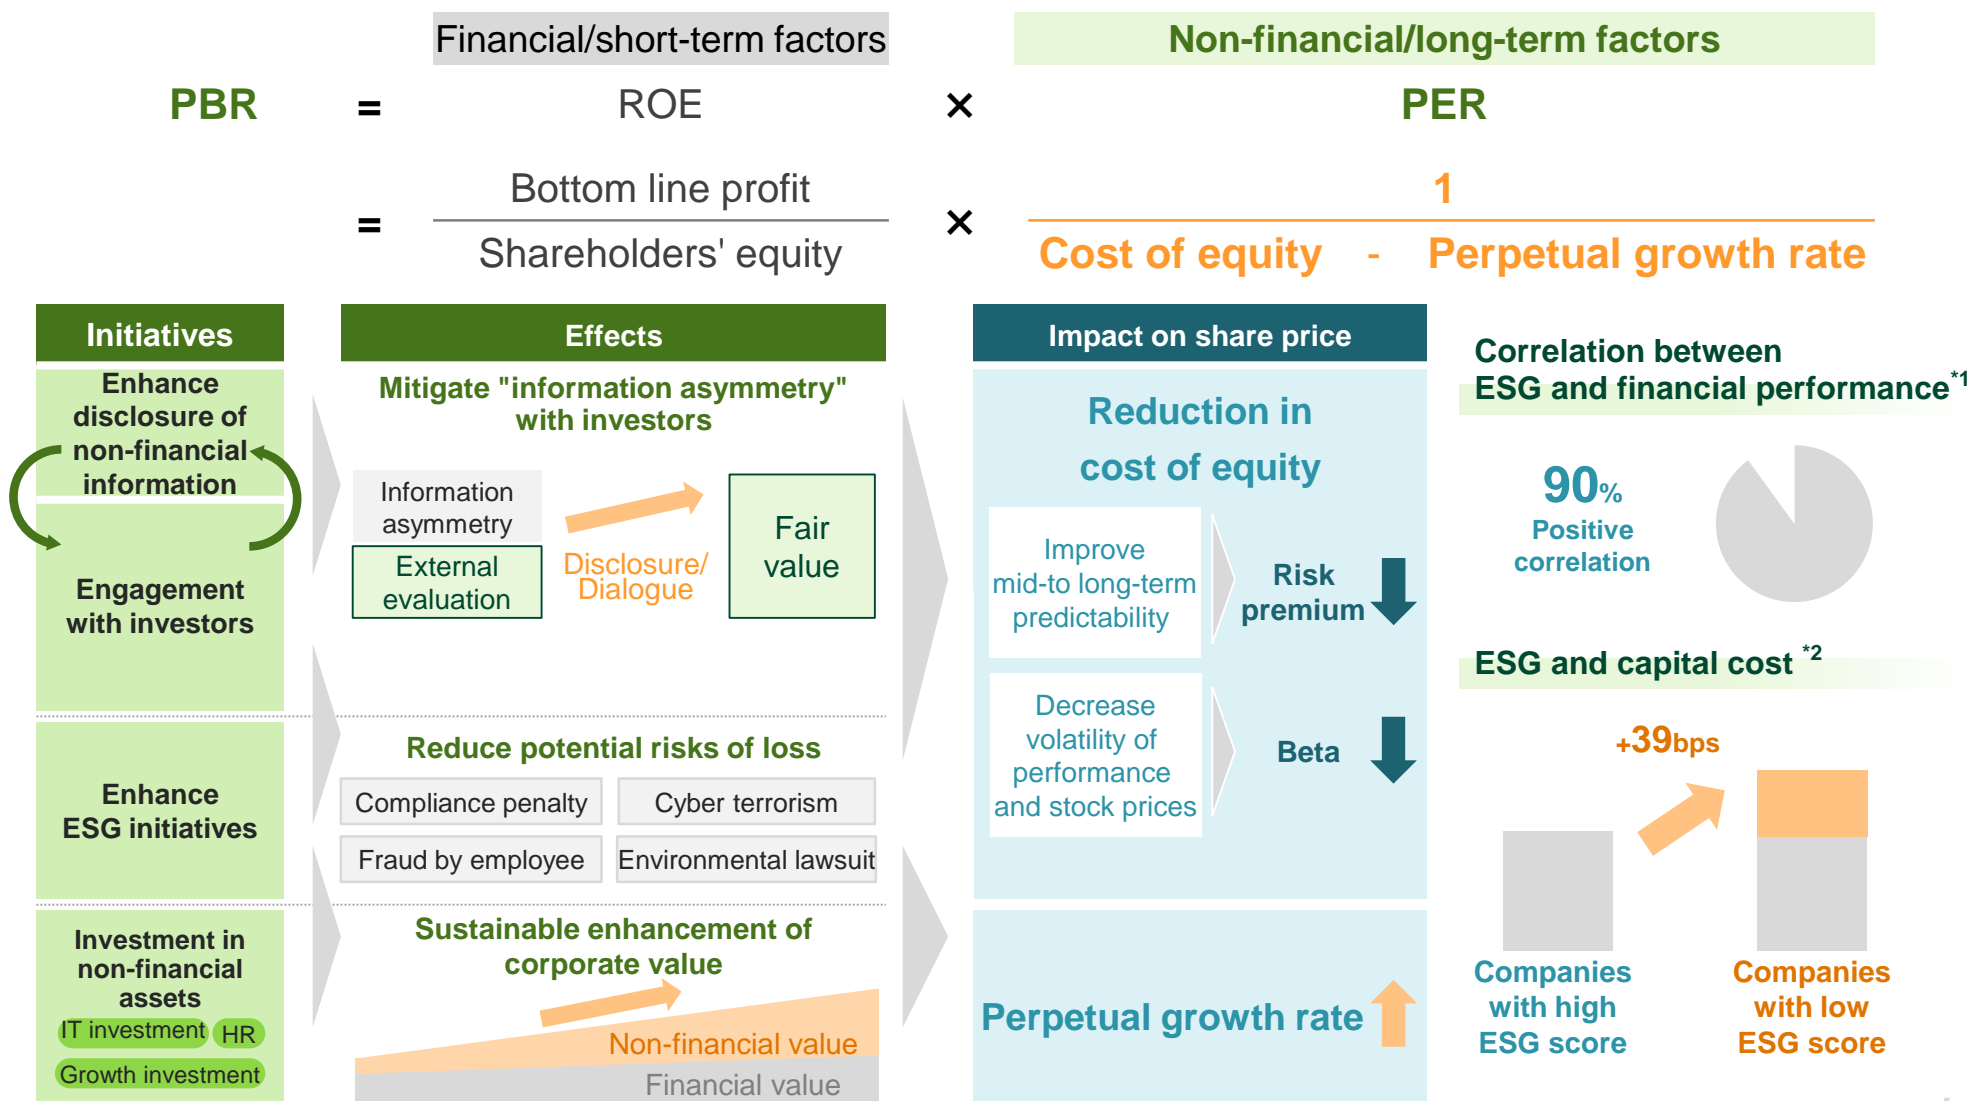 Financial/short-term factors
Non-financial/long-term factors
PBR = ROE × PER
= Bottom line profit × 1
Shareholders' equity
Cost of equity - Perpetual growth rate
Initiatives
Enhance
disclosure of
non-financial
information
Engagement
with investors
Enhance
ESG initiatives
Investment in
non-financial
assets
IT investment
HR
Growth investment
Effects
Mitigate "information asymmetry"
with investors
Information
asymmetry
External
evaluation
Disclosure/
Dialogue
Fair
value
Reduce potential risks of loss
Compliance penalty
Cyber terrorism
Fraud by employee
Environmental lawsuit
Sustainable enhancement of
corporate value
Non-financial value
Financial value
Impact on share price
Reduction in
cost of equity
Improve
mid-to long-term
predictability
Risk
premium
Decrease
volatility of
performance
and stock prices
Beta
Perpetual growth rate
Correlation between
ESG and financial performance*1
90%
Positive
correlation
ESG and capital cost *2
+39bps
Companies
with high
ESG score
Companies
with low
ESG score